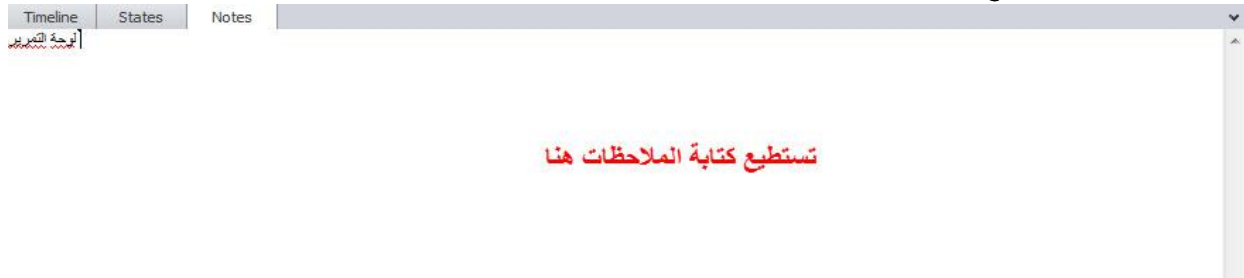 Timeline States Notes
لوحة التمرير
تستطيع كتابة الملاحظات هنا